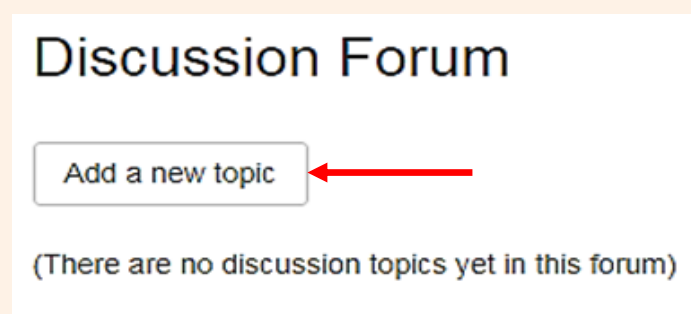 Discussion Forum
Add a new topic
(There are no discussion topics yet in this forum)